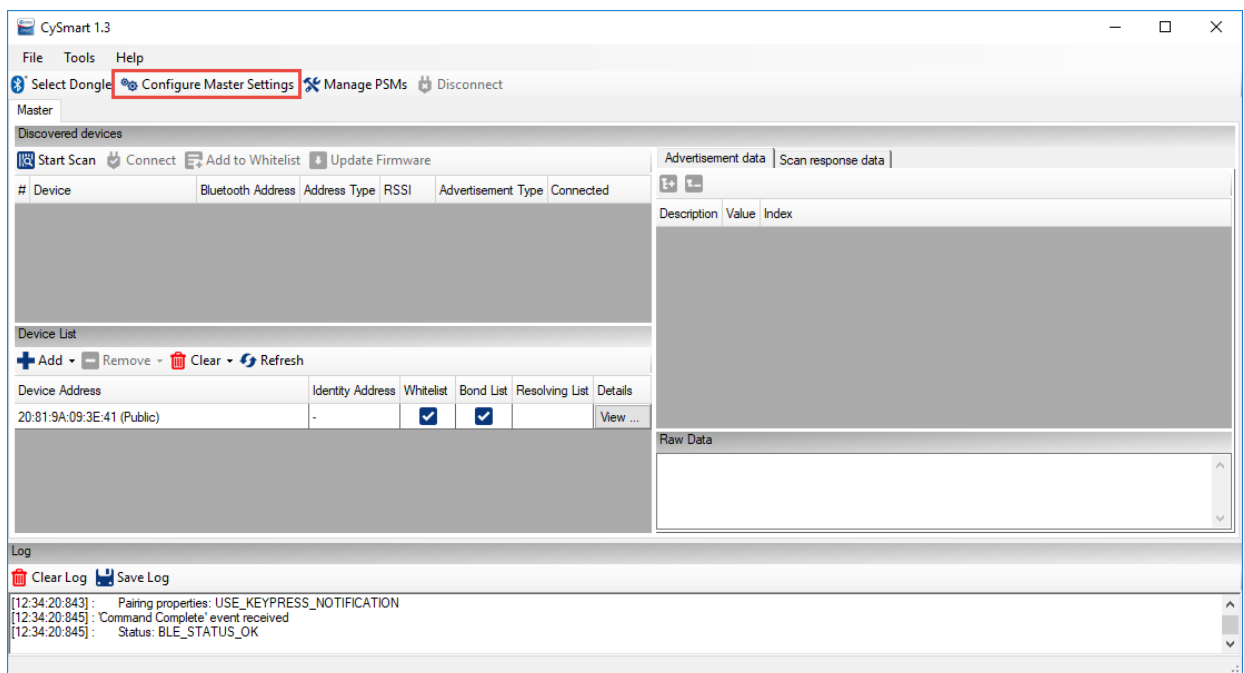 CySmart 1.3
File Tools Help
Select Dongle Configure Master Settings Manage PSMs Disconnect
Master
Discovered devices
Start Scan Connect Add to Whitelist Update Firmware
# Device Bluetooth Address Address Type RSSI Advertisement Type Connected
Advertisement data Scan response data
Description Value Index
Device List
Add Remove Clear Refresh
Device Address Identity Address Whitelist Bond List Resolving List Details
20:81:9A:09:3E:41 (Public) - View ...
Raw Data
Log
Clear Log Save Log
[12:34:20:843] : Pairing properties: USE_KEYPRESS_NOTIFICATION
[12:34:20:845] : 'Command Complete' event received
[12:34:20:845] : Status: BLE_STATUS_OK